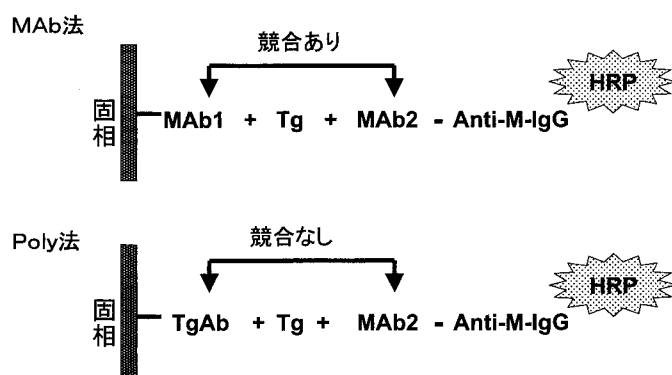 MAb法
競合あり
HRP
固相
MAb1 + Tg + MAb2 - Anti-M-IgG
Poly法
競合なし
HRP
固相
TgAb + Tg + MAb2 - Anti-M-IgG